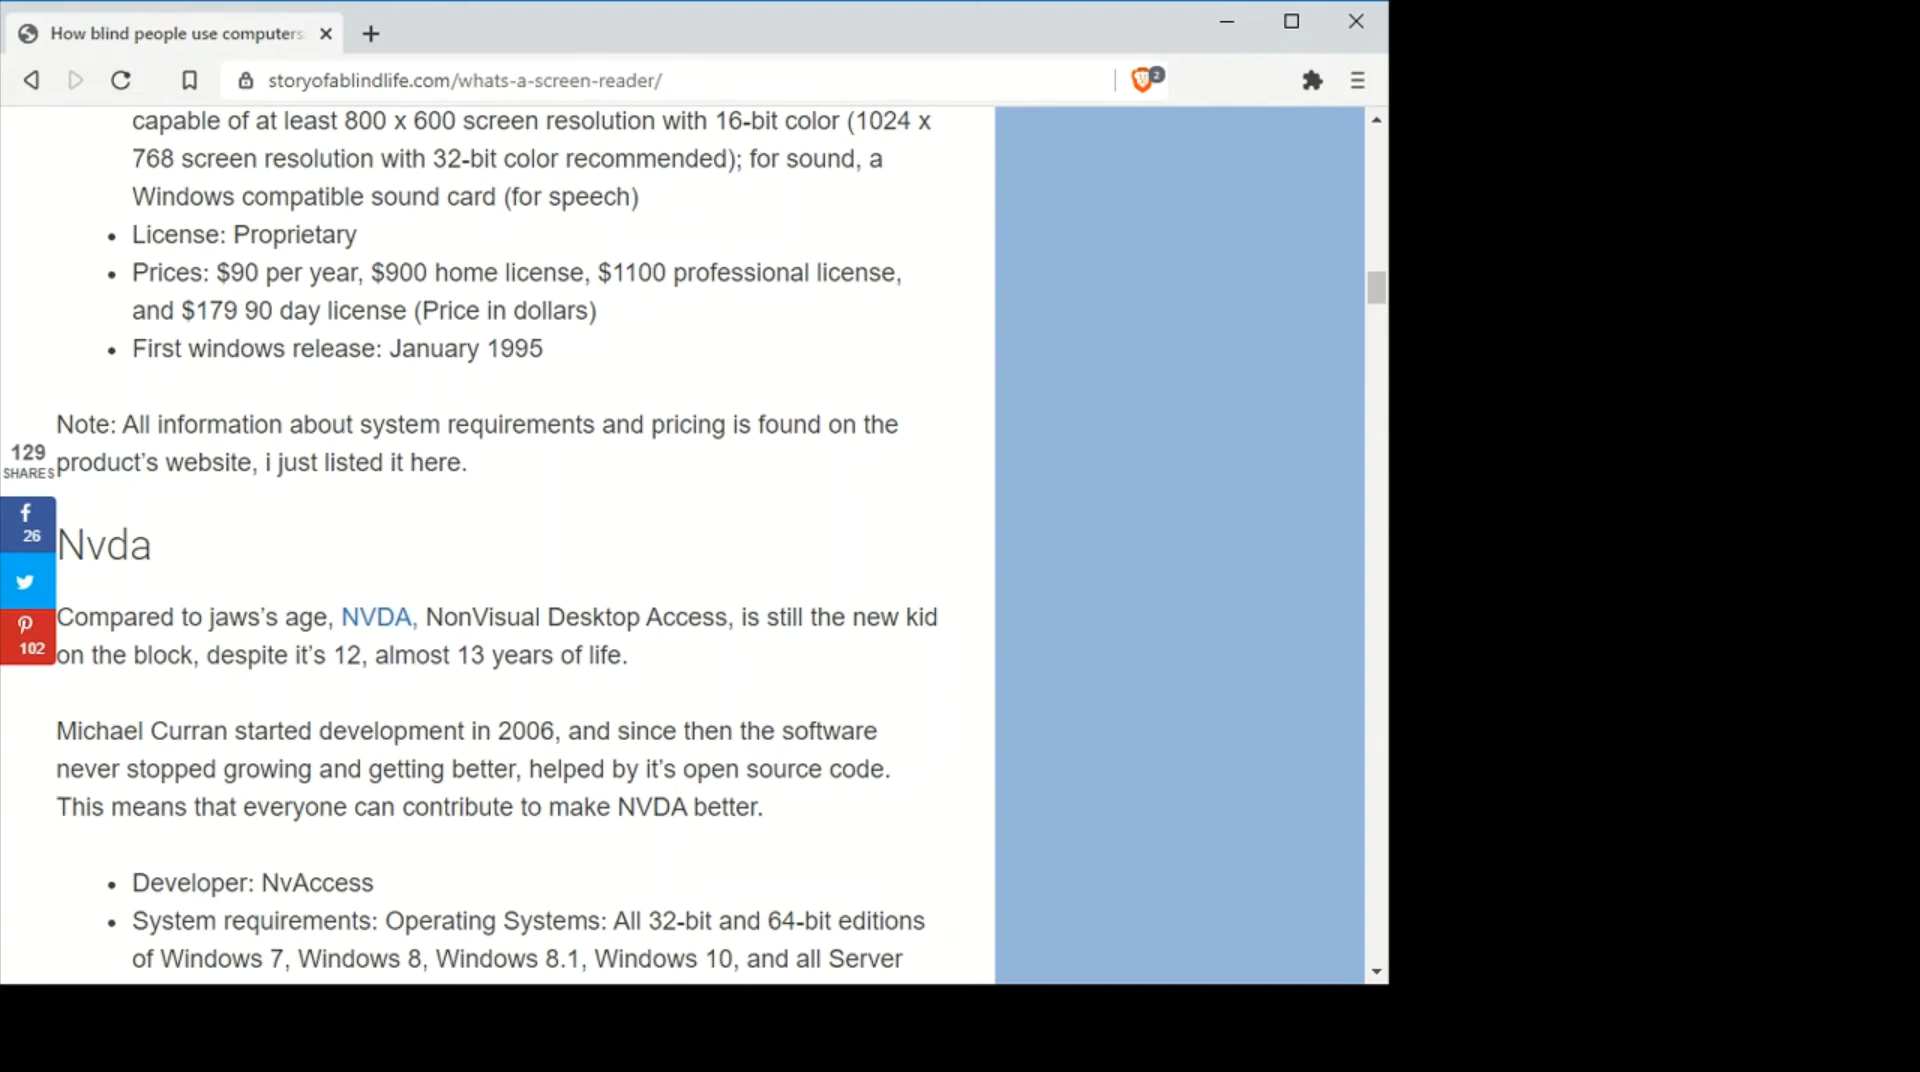 How blind people use computers
storyofablindlife.com/whats-a-screen-reader/
2
capable of at least 800 x 600 screen resolution with 16-bit color (1024 x
768 screen resolution with 32-bit color recommended); for sound, a
Windows compatible sound card (for speech)
• License: Proprietary
• Prices: $90 per year, $900 home license, $1100 professional license,
and $179 90 day license (Price in dollars)
• First windows release: January 1995
Note: All information about system requirements and pricing is found on the
product’s website, i just listed it here.
129
SHARES
26
102
Nvda
Compared to jaws’s age, NVDA, NonVisual Desktop Access, is still the new kid
on the block, despite it’s 12, almost 13 years of life.
Michael Curran started development in 2006, and since then the software
never stopped growing and getting better, helped by it’s open source code.
This means that everyone can contribute to make NVDA better.
• Developer: NvAccess
• System requirements: Operating Systems: All 32-bit and 64-bit editions
of Windows 7, Windows 8, Windows 8.1, Windows 10, and all Server